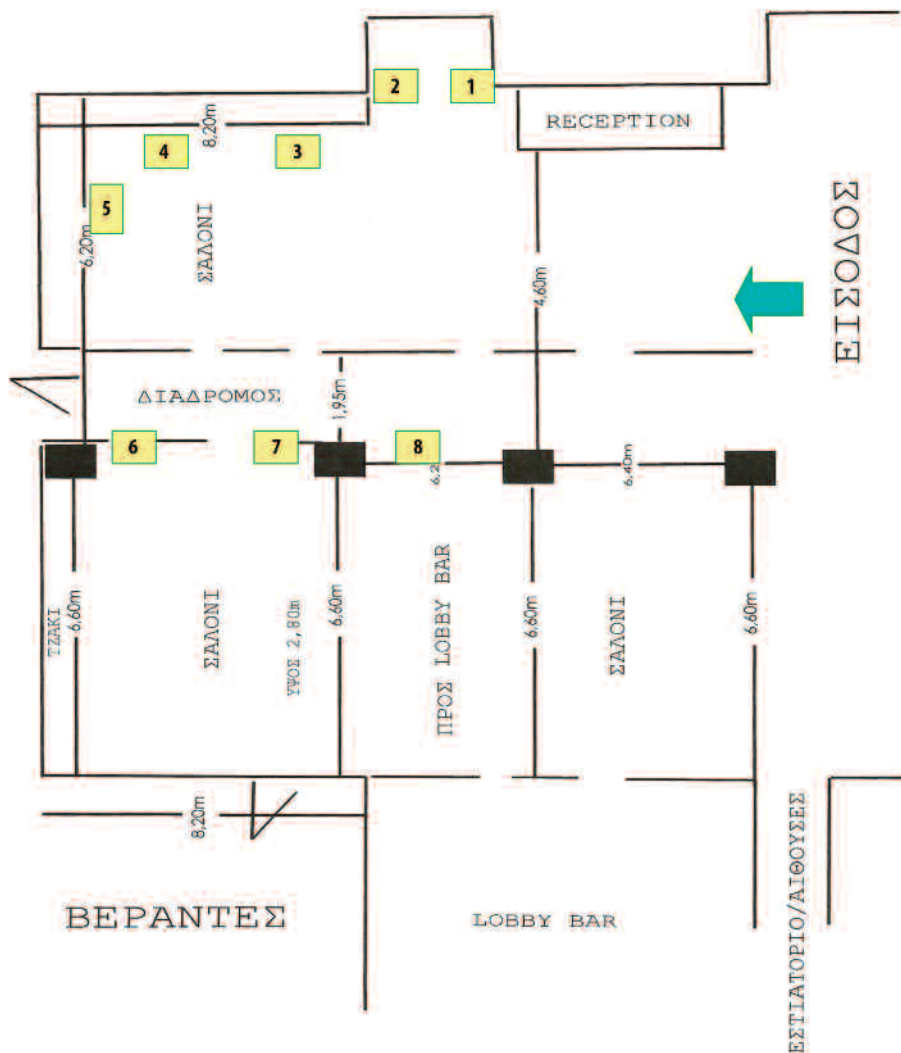 2
1
RECEPTION
8,20m
4
3
5
6,20m
ΣΑΛΟΝΙ
4,60m
ΕΙΣΟΔΟΣ
ΔΙΑΔΡΟΜΟΣ
1,95m
6
7
8
6,2
6,40m
ΤΖΑΚΙ
6,60m
ΣΑΛΟΝΙ
ΥΨΟΣ 2,80m
6,60m
ΠΡΟΣ LOBBY BAR
6,60m
ΣΑΛΟΝΙ
6,60m
8,20m
ΒΕΡΑΝΤΕΣ
LOBBY BAR
ΕΣΤΙΑΤΟΡΙΟ/ΑΙΘΟΥΣΕΣ